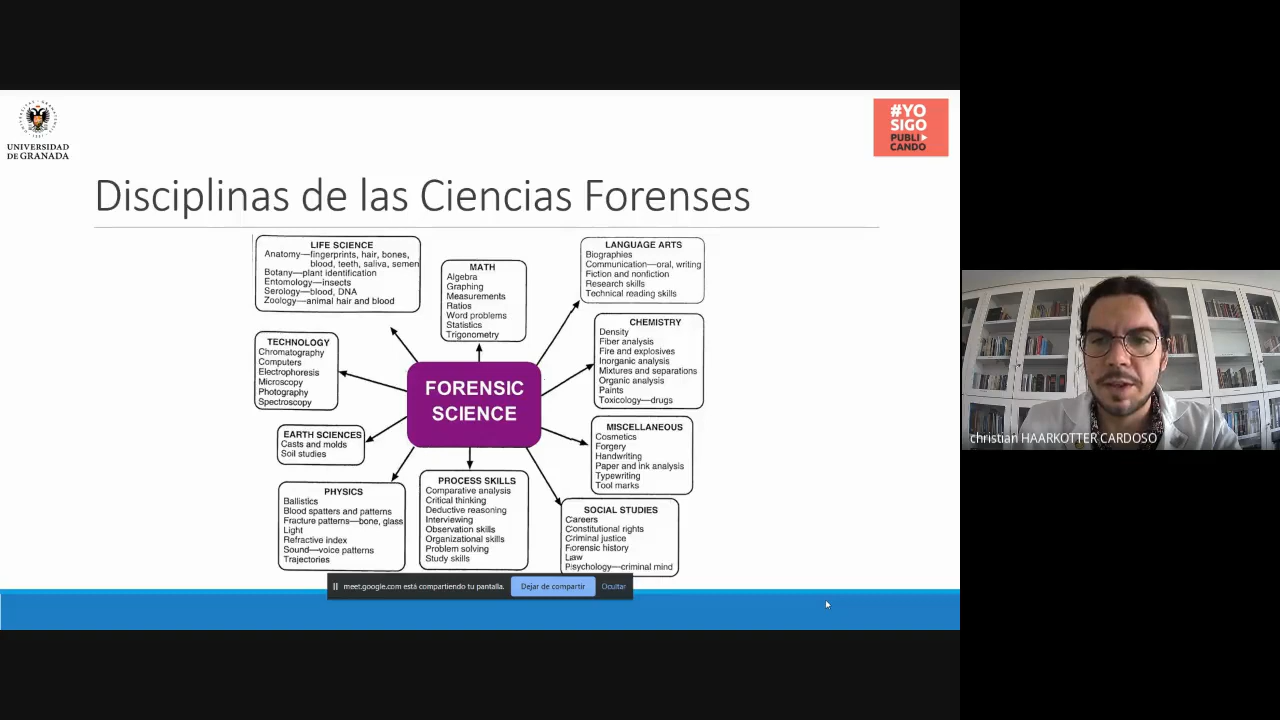 UNIVERSIDAD
DE GRANADA
#YO
SIGO
PUBLI
CANDO
Disciplinas de las Ciencias Forenses
LIFE SCIENCE
Anatomy—fingerprints, hair, bones,
blood, teeth, saliva, semen
Botany—plant identification
Entomology—insects
Serology—blood, DNA
Zoology—animal hair and blood
MATH
Algebra
Graphing
Measurements
Ratios
Word problems
Statistics
Trigonometry
LANGUAGE ARTS
Biographies
Communication—oral, writing
Fiction and nonfiction
Research skills
Technical reading skills
TECHNOLOGY
Chromatography
Computers
Electrophoresis
Microscopy
Photography
Spectroscopy
FORENSIC
SCIENCE
CHEMISTRY
Density
Fiber analysis
Fire and explosives
Inorganic analysis
Mixtures and separations
Organic analysis
Paints
Toxicology—drugs
EARTH SCIENCES
Casts and molds
Soil studies
MISCELLANEOUS
Cosmetics
Forgery
Handwriting
Paper and ink analysis
Typewriting
Tool marks
PHYSICS
Ballistics
Blood spatters and patterns
Fracture patterns—bone, glass
Light
Refractive index
Sound—voice patterns
Trajectories
PROCESS SKILLS
Comparative analysis
Critical thinking
Deductive reasoning
Interviewing
Observation skills
Organizational skills
Problem solving
Study skills
SOCIAL STUDIES
Careers
Constitutional rights
Criminal justice
Forensic history
Law
Psychology—criminal mind
meet.google.com está compartiendo tu pantalla.
Dejar de compartir
Ocultar
christian HAARKOTTER CARDOSO